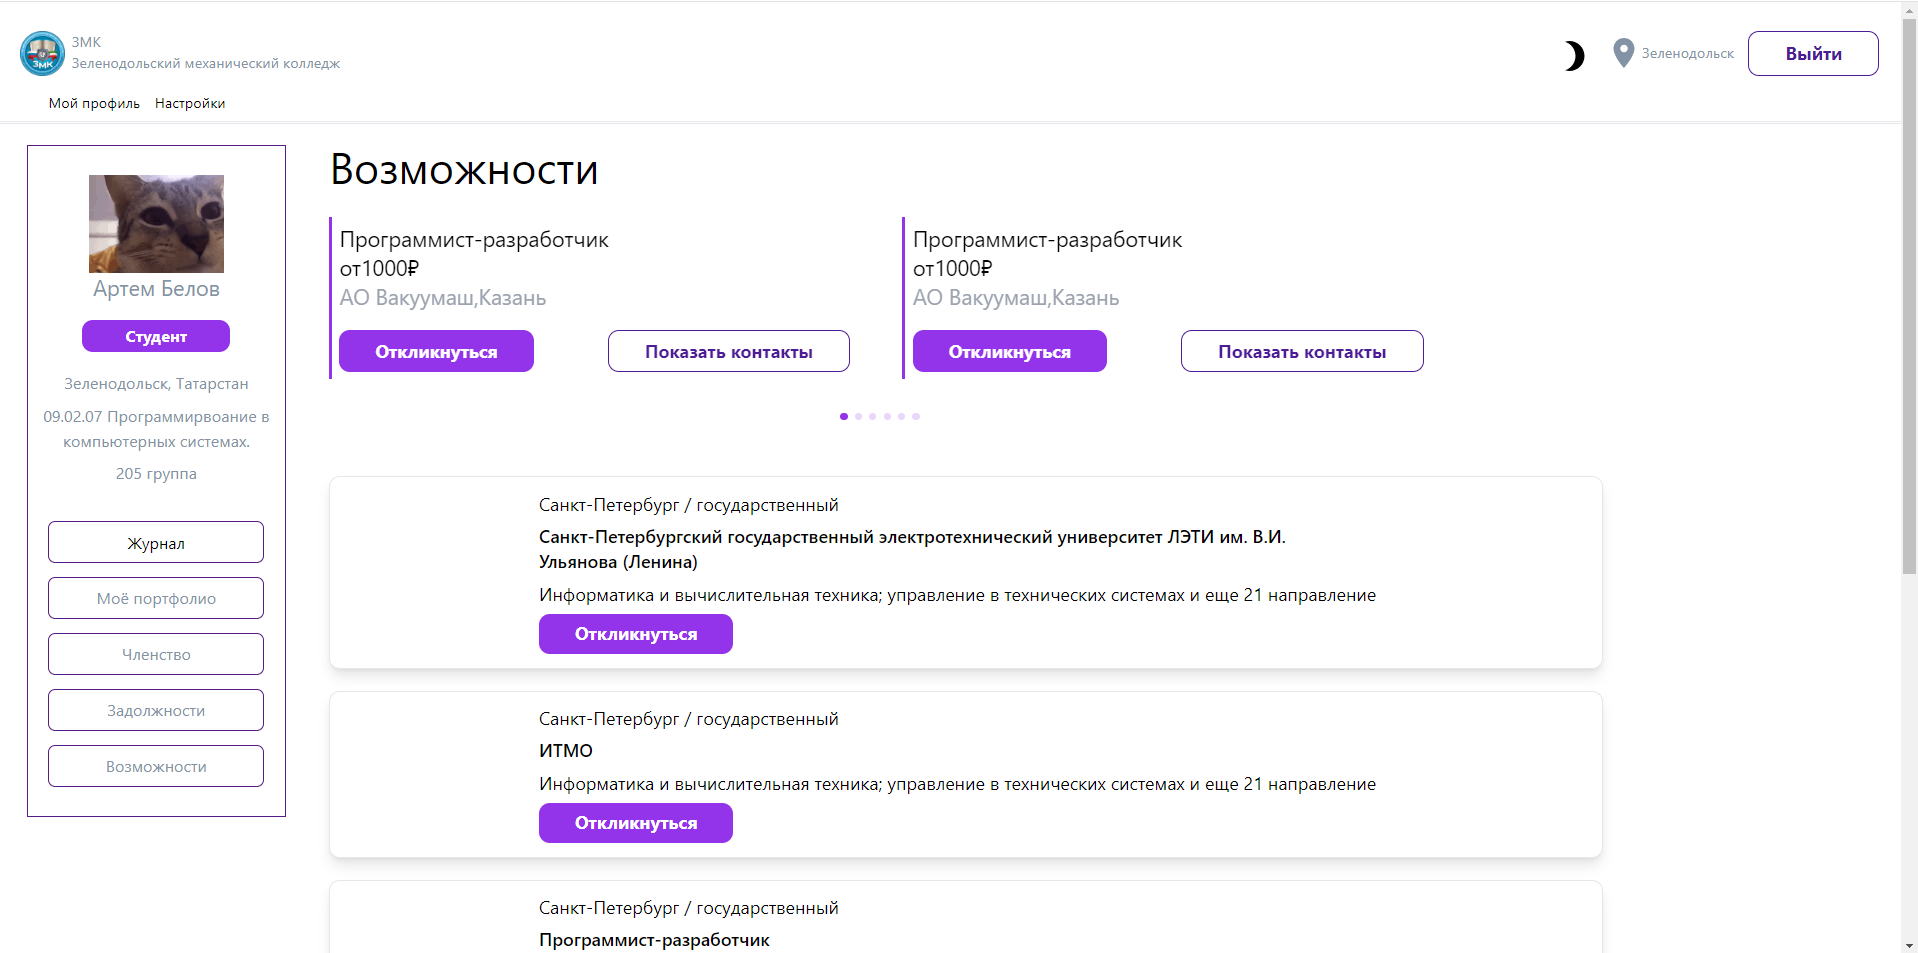 ЗМК
Зеленодольский механический колледж
Зеленодольск
Выйти
Мой профиль
Настройки
ЗМК
Артем Белов
Студент
Зеленодольск, Татарстан
09.02.07 Программирвоание в
компьютерных системах.
205 группа
Журнал
Моё портфолио
Членство
Задолжности
Возможности
Возможности
Программист-разработчик
от1000₽
АО Вакуумаш,Казань
Откликнуться
Показать контакты
Программист-разработчик
от1000₽
АО Вакуумаш,Казань
Откликнуться
Показать контакты
Санкт-Петербург / государственный
Санкт-Петербургский государственный электротехнический университет ЛЭТИ им. В.И.
Ульянова (Ленина)
Информатика и вычислительная техника; управление в технических системах и еще 21 направление
Откликнуться
Санкт-Петербург / государственный
ИТМО
Информатика и вычислительная техника; управление в технических системах и еще 21 направление
Откликнуться
Санкт-Петербург / государственный
Программист-разработчик